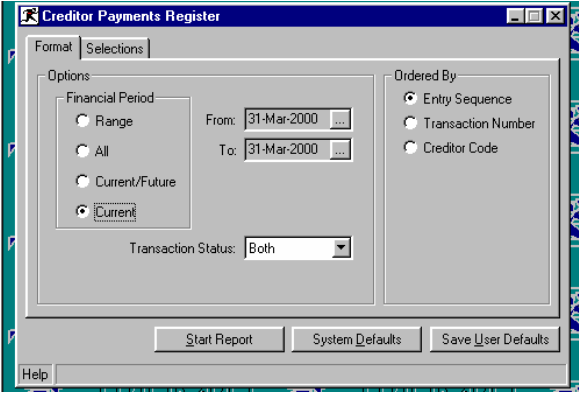 Creditor Payments Register
Format Selections
Options
Financial Period
Range
All
Current/Future
Current
From: 31-Mar-2000 ...
To: 31-Mar-2000 ...
Transaction Status: Both
Ordered By
Entry Sequence
Transaction Number
Creditor Code
Start Report System Defaults Save User Defaults
Help